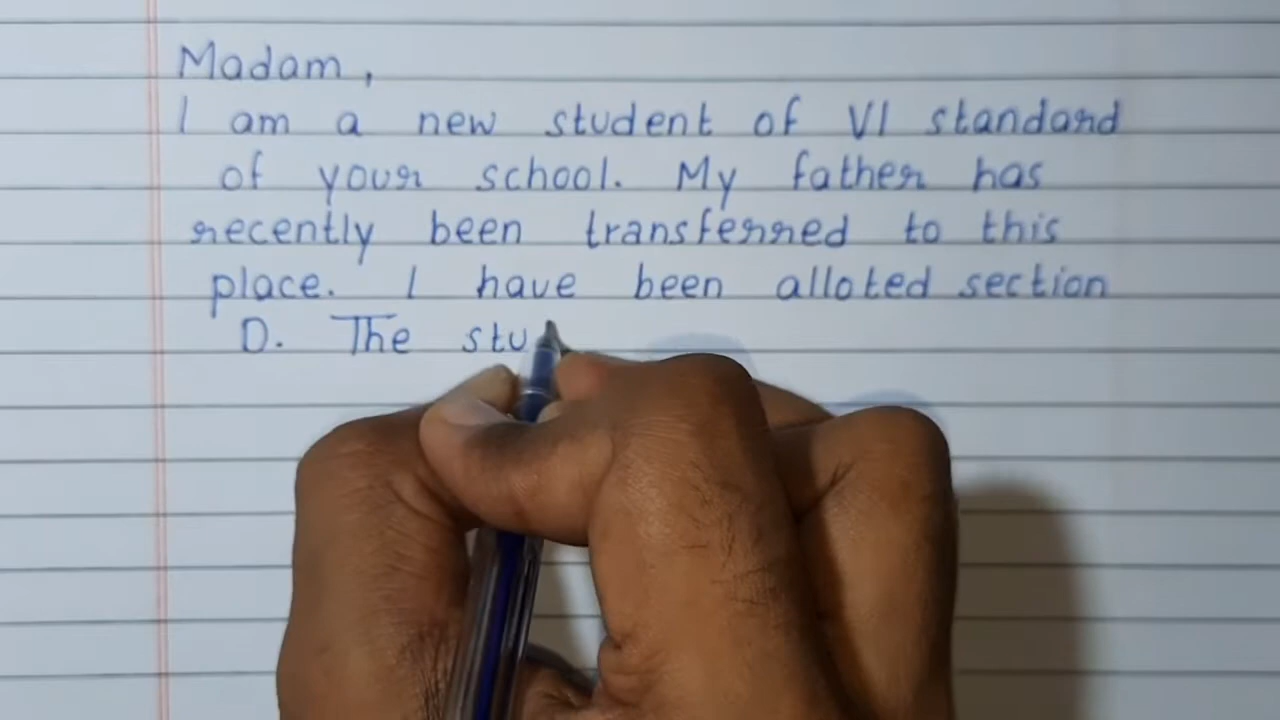 Madam,
I am a new student of VI standard
of your school. My father has
recently been transferred to this
place. I have been alloted section
D. The stu